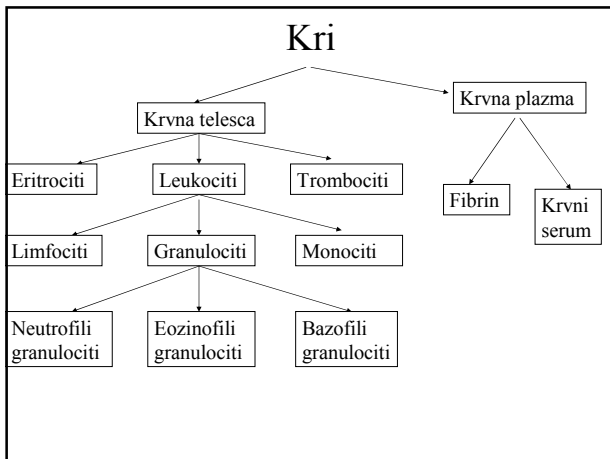 Kri
Krvna telesca
Krvna plazma
Eritrociti
Leukociti
Trombociti
Fibrin
Krvni
serum
Limfociti
Granulociti
Monociti
Neutrofili
granulociti
Eozinofili
granulociti
Bazofili
granulociti